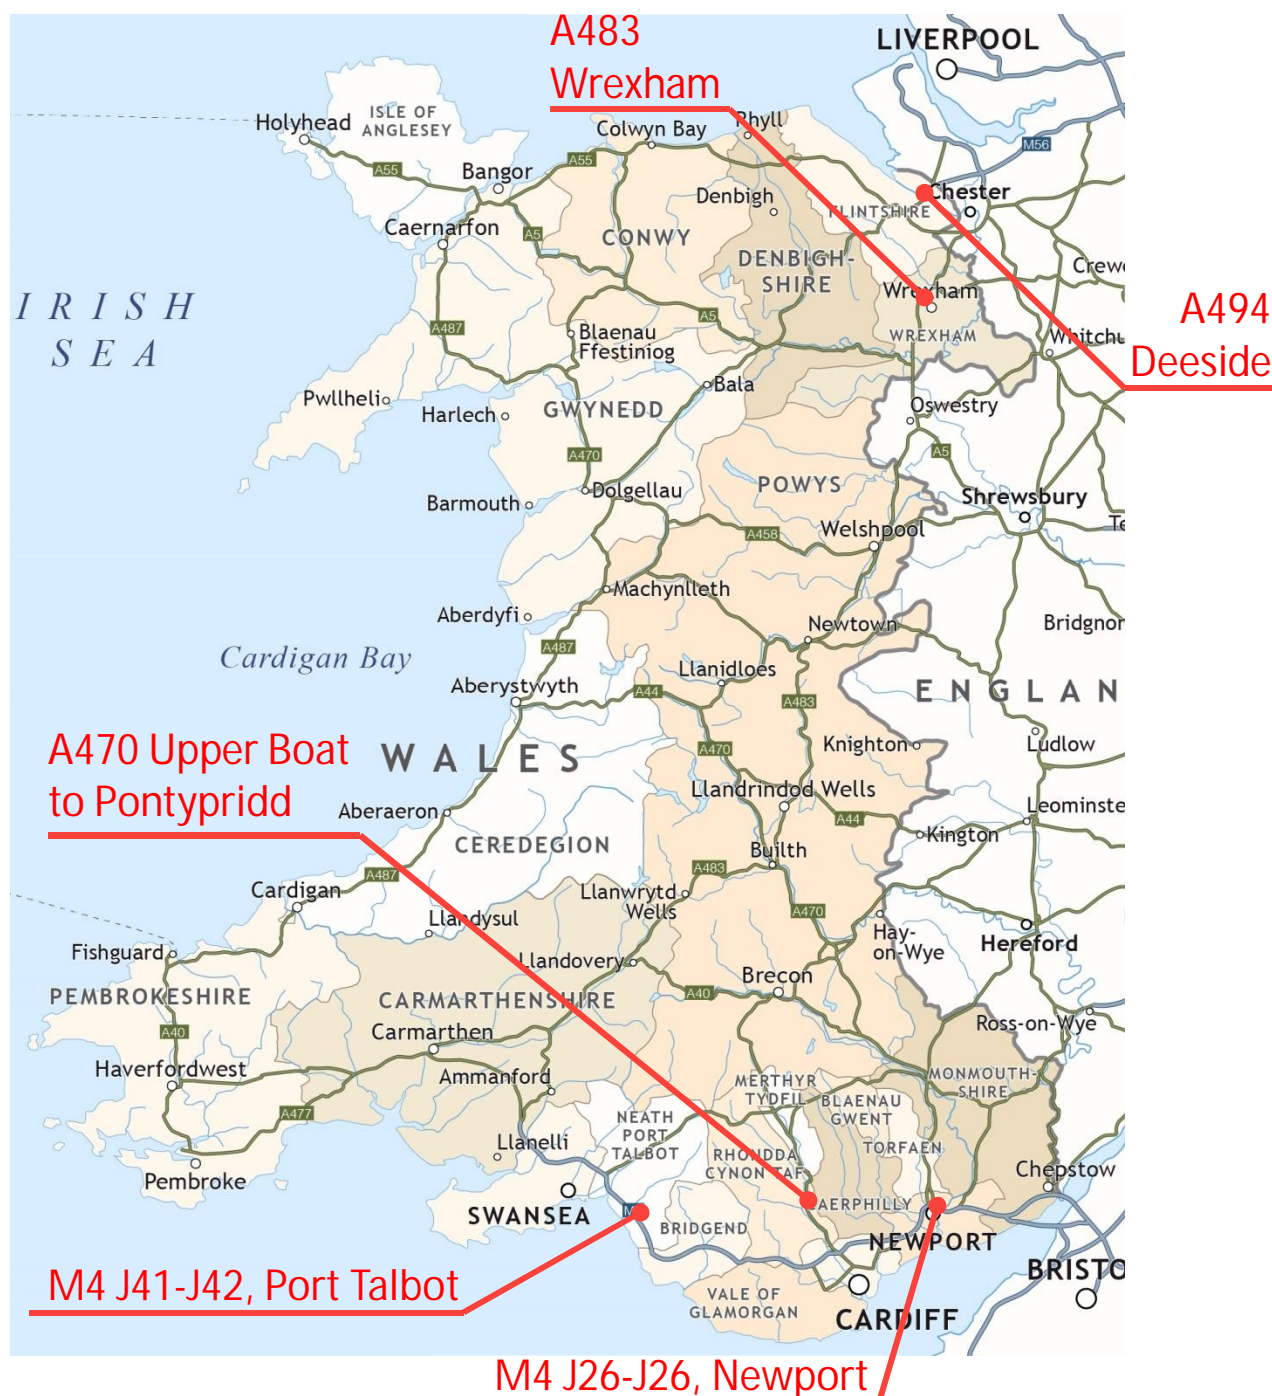 A483
Wrexham
LIVERPOOL
ISLE OF
ANGLESEY
Holyhead
Colwyn Bay
Rhyll
M56
A55
A55
Bangor
Denbigh
Chester
FLINTSHIRE
Caernarfon
A5
CONWY
DENBIGH-
SHIRE
Crew
Wrexham
IRISH
SEA
A487
A5
Blaenau
Ffestiniog
WREXHAM
Whitchu
A494
Deeside
Pwllheli
Bala
Harlech
GWYNEDD
Oswestry
A470
A5
POWYS
Dolgellau
Barmouth
Shrewsbury
A458
Welshpool
Te
Machynlleth
Aberdyfi
Newtown
Bridgnor
A487
Cardigan Bay
Llanidloes
Aberystwyth
A44
A483
ENGLAN
WALES
A470
Knighton
Ludlow
A470 Upper Boat
to Pontypridd
Llandrindod Wells
Aberaeron
A44
Leominste
Kington
CEREDEGION
Builth
A487
A483
Cardigan
Llanwrytd
Wells
A470
Llandysul
Hay-
on-Wye
Hereford
Fishguard
Llandovery
Brecon
PEMBROKESHIRE
CARMARTHENSHIRE
A40
A40
Ross-on-Wye
Carmarthen
Haverfordwest
Ammanford
MERTHYR
TYDFIL
MONMOUTH-
SHIRE
BLAENAU
GWENT
A477
NEATH
PORT
TALBOT
Llanelli
TORFAEN
RHONDDA
CYNON TAF
Chepstow
Pembroke
SWANSEA
CAERPHILLY
BRIDGEND
NEWPORT
M4 J41-J42, Port Talbot
BRISTO
VALE OF
GLAMORGAN
CARDIFF
M4 J26-J26, Newport